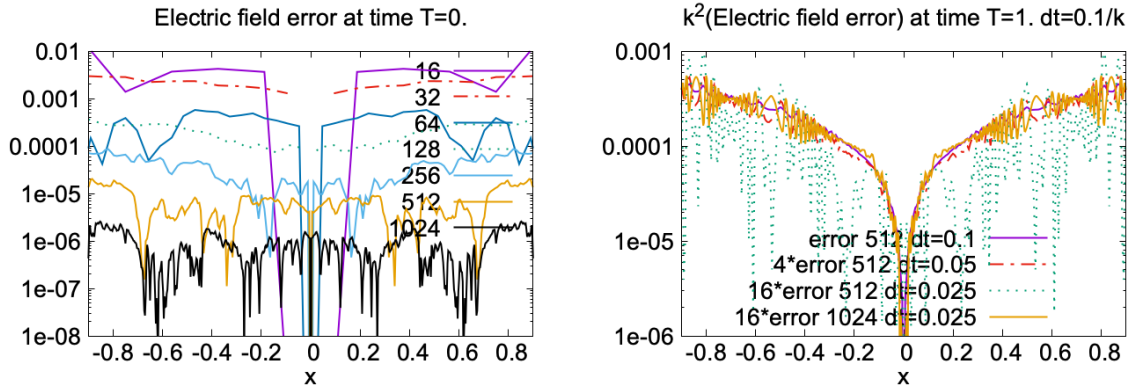 Electric field error at time T=0.
0.01
0.001
0.0001
1e-05
1e-06
1e-07
1e-08
16
32
64
128
256
512
1024
-0.8 -0.6 -0.4 -0.2 0 0.2 0.4 0.6 0.8
x
k²(Electric field error) at time T=1. dt=0.1/k
0.001
0.0001
1e-05
1e-06
error 512 dt=0.1
4*error 512 dt=0.05
16*error 512 dt=0.025
16*error 1024 dt=0.025
-0.8 -0.6 -0.4 -0.2 0 0.2 0.4 0.6 0.8
x